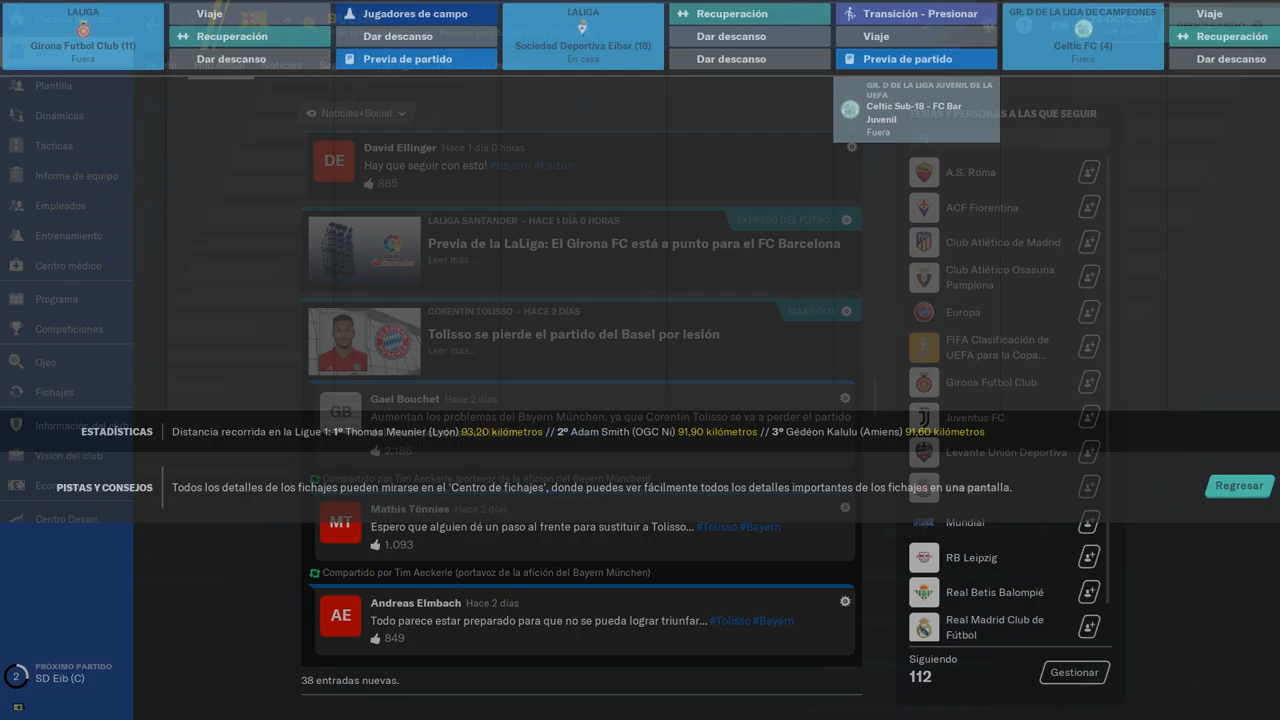 LALIGA
Girona Futbol Club (11)
Fuera
Viaje
Recuperación
Dar descanso
Jugadores de campo
Dar descanso
Previa de partido
LALIGA
Sociedad Deportiva Eibar (18)
En casa
Recuperación
Dar descanso
Dar descanso
Transición - Presionar
Viaje
Previa de partido
GR. D DE LA LIGA DE CAMPEONES
Celtic FC (4)
Fuera
Viaje
Recuperación
Dar descanso
GR. D DE LA LIGA JUVENIL DE LA
UEFA
Celtic Sub-18 - FC Bar
Juvenil
Fuera
Plantilla
Dinámicas
Tácticas
Informe de equipo
Empleados
Entrenamiento
Centro médico
Programa
Competiciones
Ojeo
Fichajes
Información del club
Visión del club
Centro Desarr.
PRÓXIMO PARTIDO
2
SD Eib (C)
Noticias+Social
DE
David Ellinger Hace 1 día 0 horas
Hay que seguir con esto! #Bayern #Fortun
885
LALIGA SANTANDER - HACE 1 DÍA 0 HORAS
EXPRESO DEL FÚTBO
Previa de la LaLiga: El Girona FC está a punto para el FC Barcelona
Leer más...
CORENTIN TOLISSO - HACE 2 DÍAS
MAXIFOOT
Tolisso se pierde el partido del Basel por lesión
Leer más...
GB
Gael Bouchet Hace 2 días
Aumentan los problemas del Bayern München, ya que Corentin Tolisso se va a perder el partido
2,186
ESTADÍSTICAS
Distancia recorrida en la Ligue 1: 1º Thomas Meunier (Lyon) 93,20 kilómetros // 2º Adam Smith (OGC Ni) 91,90 kilómetros // 3º Gédéon Kalulu (Amiens) 91,60 kilómetros
Compartido por Tim Aeckerle (portavoz de la afición del Bayern München)
PISTAS Y CONSEJOS
Todos los detalles de los fichajes pueden mirarse en el 'Centro de fichajes', donde puedes ver fácilmente todos los detalles importantes de los fichajes en una pantalla.
Regresar
MT
Mathis Tönnies Hace 2 días
Espero que alguien dé un paso al frente para sustituir a Tolisso... #Tolisso #Bayern
1,093
Compartido por Tim Aeckerle (portavoz de la afición del Bayern München)
AE
Andreas Elmbach Hace 2 días
Todo parece estar preparado para que no se pueda lograr triunfar... #Tolisso #Bayern
849
38 entradas nuevas.
TEMAS Y PERSONAS A LAS QUE SEGUIR
A.S. Roma
ACF Fiorentina
Club Atlético de Madrid
Club Atlético Osasuna
Pamplona
Europa
FIFA Clasificación de
UEFA para la Copa...
Girona Futbol Club
Juventus FC
Levante Unión Deportiva
Mundial
RB Leipzig
Real Betis Balompié
Real Madrid Club de
Fútbol
Siguiendo
112
Gestionar